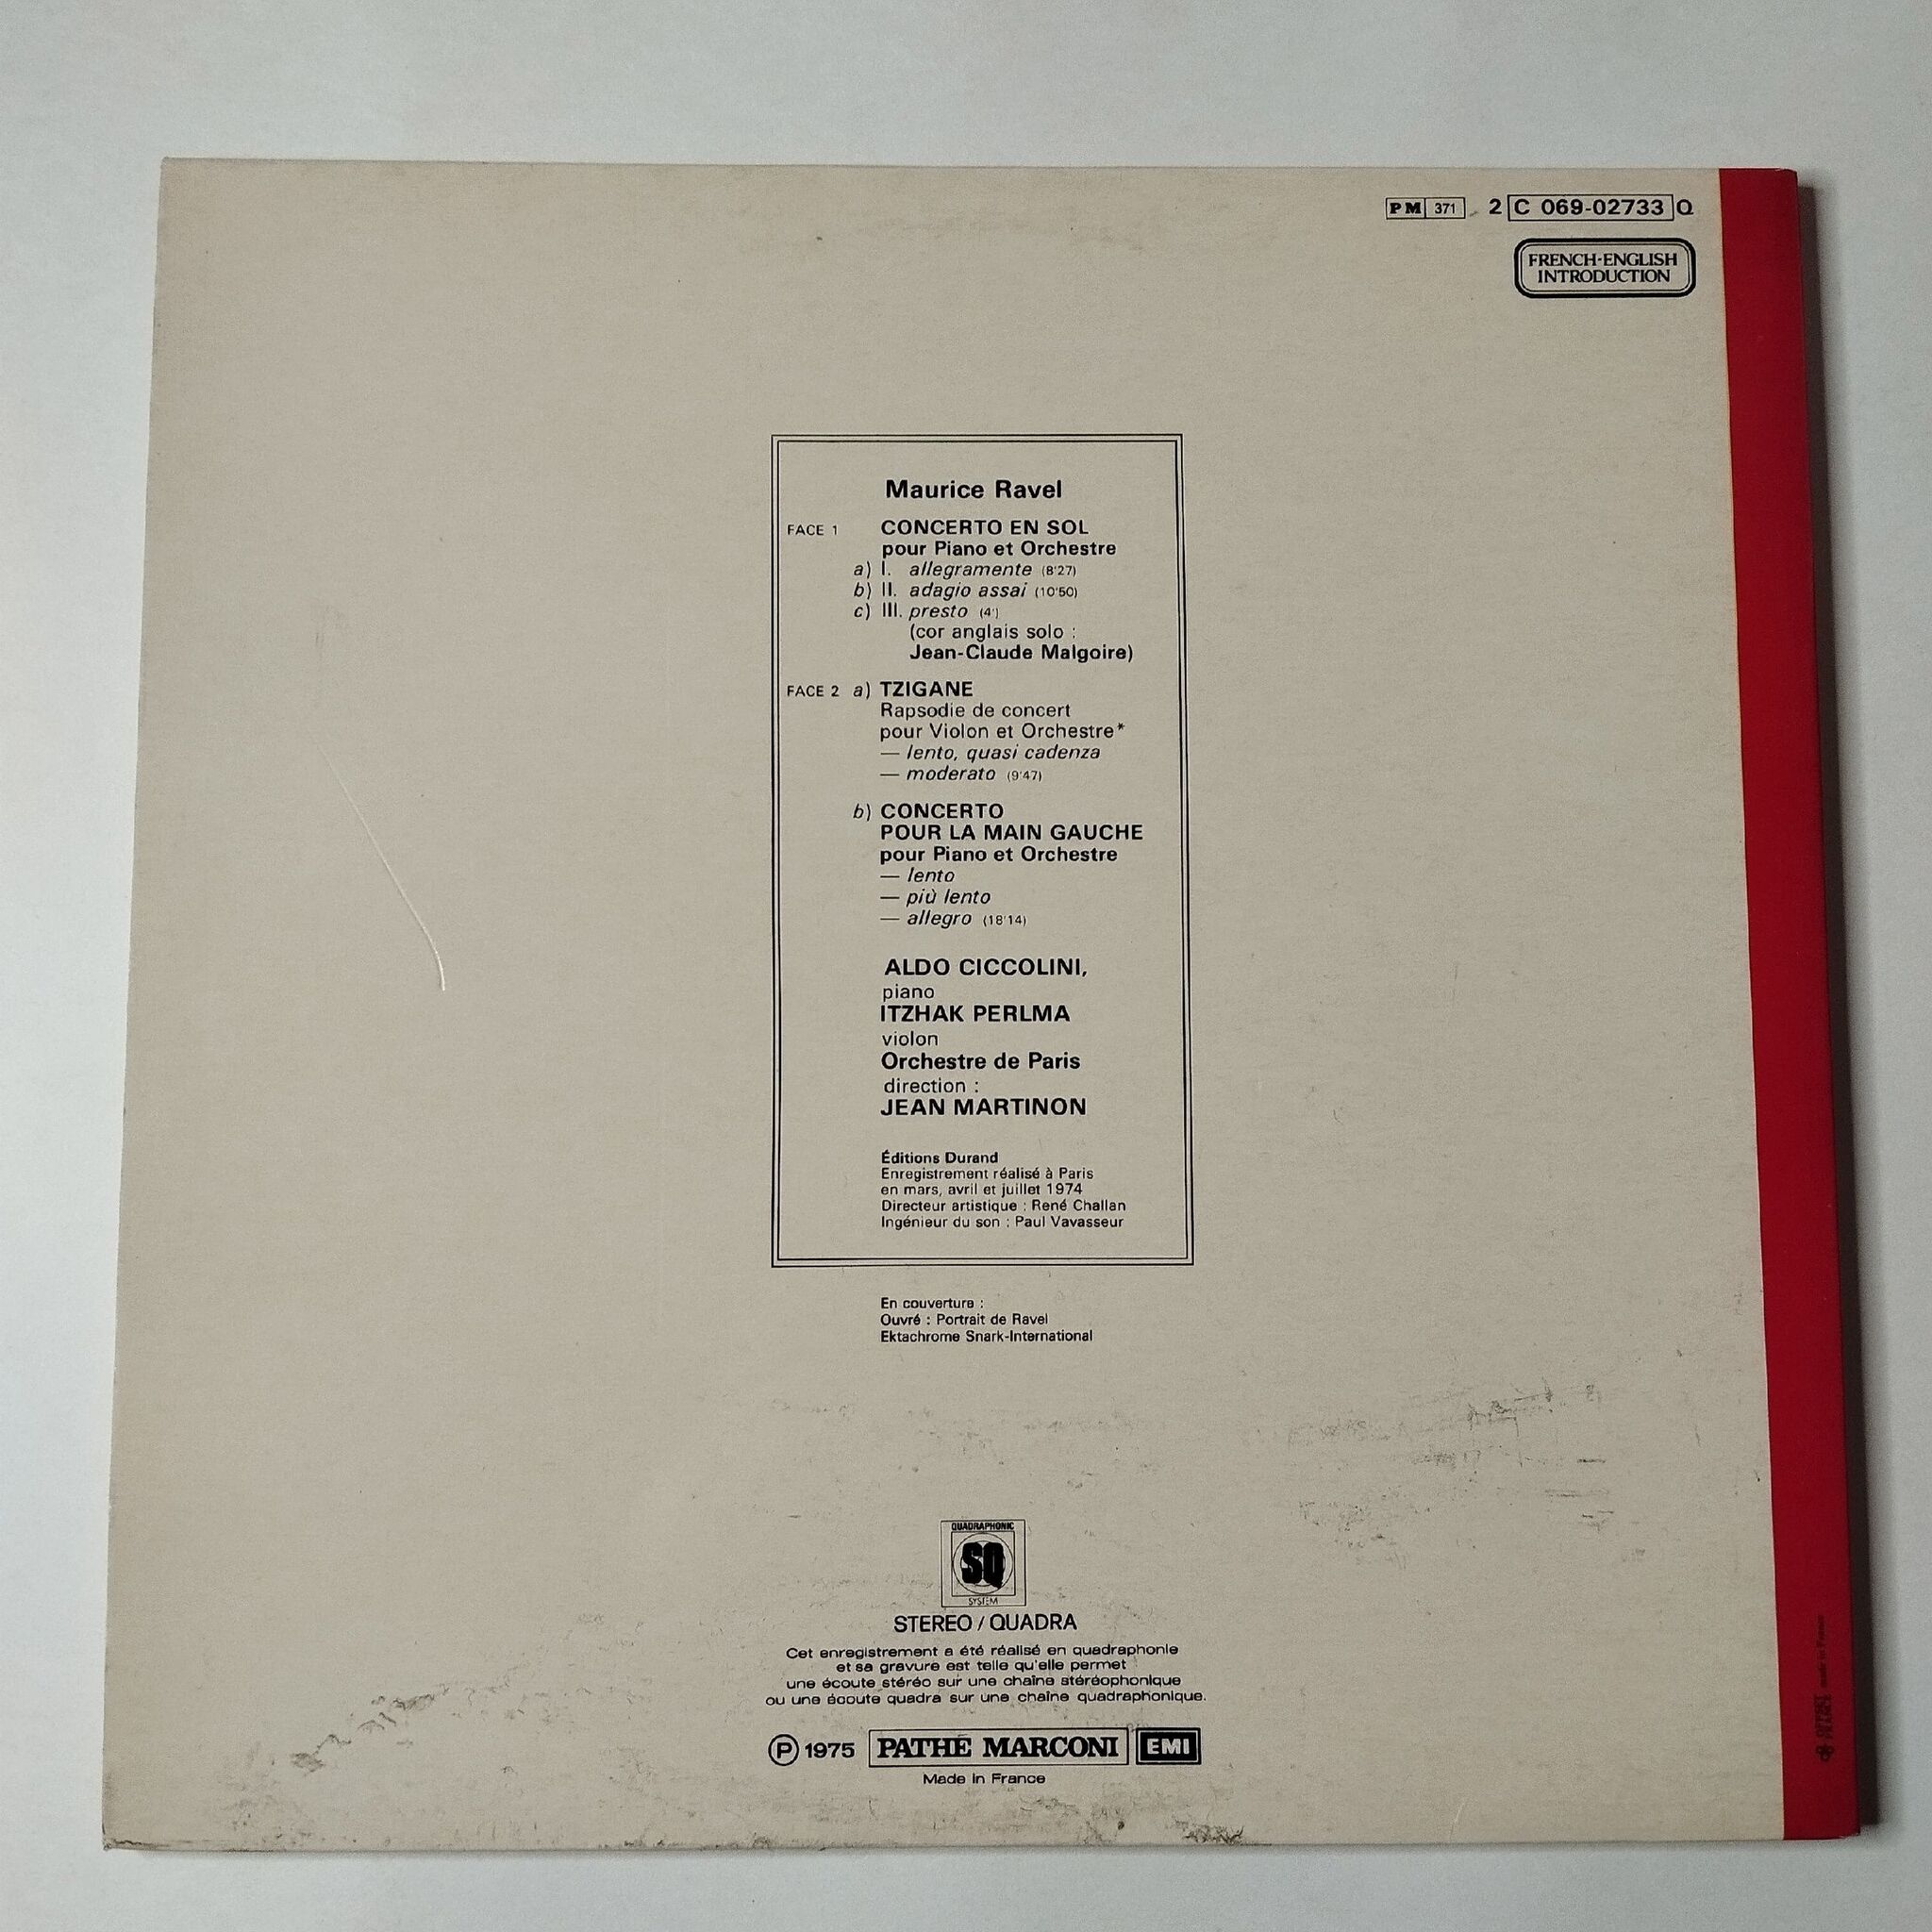 PM 371 2 C 069-02733 Q
FRENCH-ENGLISH
INTRODUCTION
Maurice Ravel
FACE 1 CONCERTO EN SOL
pour Piano et Orchestre
a) I. allegramente (8'27)
b) II. adagio assai (10'50)
c) III. presto (4')
(cor anglais solo :
Jean-Claude Malgoire)
FACE 2 a) TZIGANE
Rapsodie de concert
pour Violon et Orchestre*
— lento, quasi cadenza
— moderato (9'47)
b) CONCERTO
POUR LA MAIN GAUCHE
pour Piano et Orchestre
— lento
— più lento
— allegro (18'14)
ALDO CICCOLINI,
piano
ITZHAK PERLMA
violon
Orchestre de Paris
direction :
JEAN MARTINON
Éditions Durand
Enregistrement réalisé à Paris
en mars, avril et juillet 1974
Directeur artistique : René Challan
Ingénieur du son : Paul Vavasseur
En couverture :
Ouvré : Portrait de Ravel
Ektachrome Snark-International
QUADRAPHONIC
SQ
SYSTEM
STEREO / QUADRA
Cet enregistrement a été réalisé en quadraphonie
et sa gravure est telle qu'elle permet
une écoute stéréo sur une chaîne stéréophonique
ou une écoute quadra sur une chaîne quadraphonique.
Ⓟ 1975 PATHÉ MARCONI EMI
Made in France